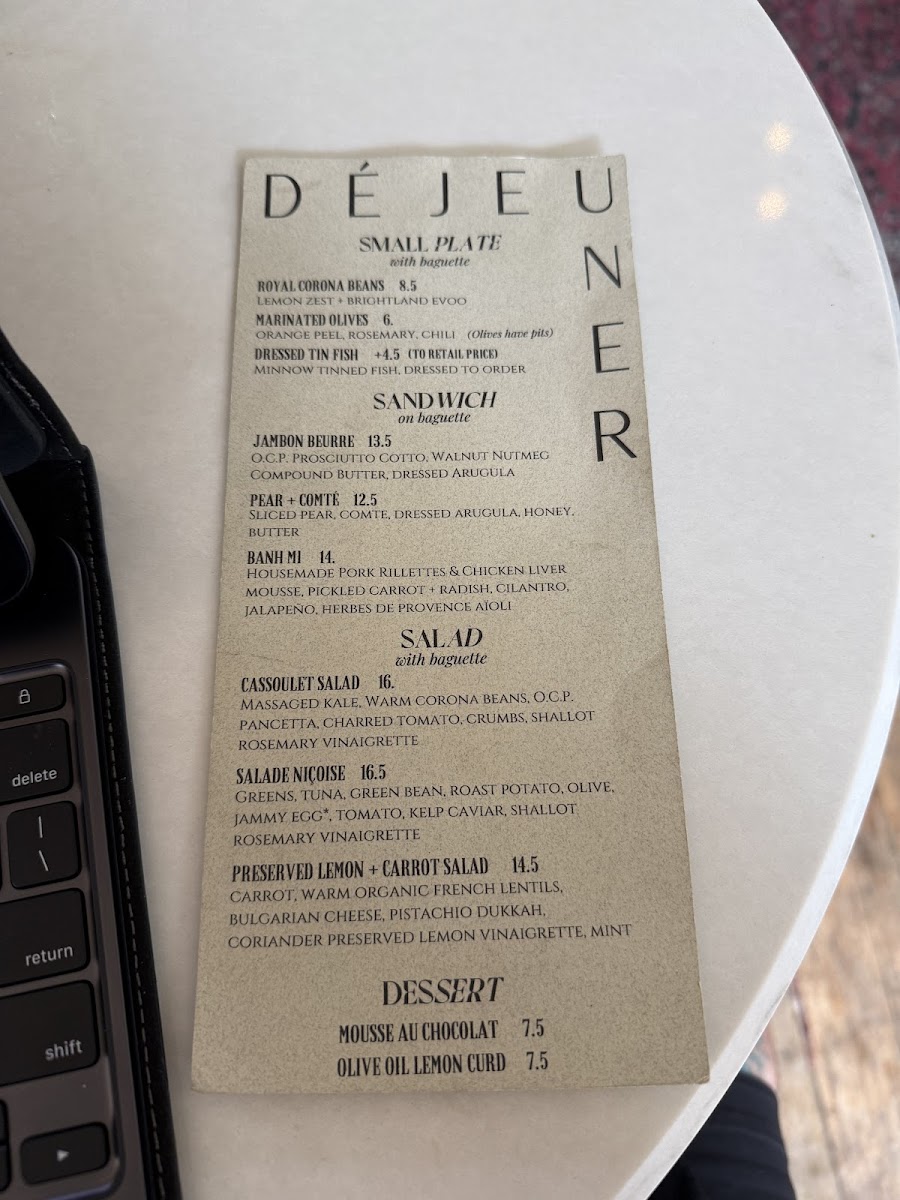 DÉJEUNER
SMALL PLATE
with baguette
ROYAL CORONA BEANS 8.5
LEMON ZEST + BRIGHTLAND EVOO
MARINATED OLIVES 6.
ORANGE PEEL, ROSEMARY, CHILI (Olives have pits)
DRESSED TIN FISH +4.5 (TO RETAIL PRICE)
MINNOW TINNED FISH, DRESSED TO ORDER
SANDWICH
on baguette
JAMBON BEURRE 13.5
O.C.P. PROSCIUTTO COTTO, WALNUT NUTMEG
COMPOUND BUTTER, DRESSED ARUGULA
PEAR + COMTÉ 12.5
SLICED PEAR, COMTE, DRESSED ARUGULA, HONEY,
BUTTER
BANH MI 14.
HOUSEMADE PORK RILLETTES & CHICKEN LIVER
MOUSSE, PICKLED CARROT + RADISH, CILANTRO,
JALAPEÑO, HERBES DE PROVENCE AÏOLI
SALAD
with baguette
CASSOULET SALAD 16.
MASSAGED KALE, WARM CORONA BEANS, O.C.P.
PANCETTA, CHARRED TOMATO, CRUMBS, SHALLOT
ROSEMARY VINAIGRETTE
SALADE NIÇOISE 16.5
GREENS, TUNA, GREEN BEAN, ROAST POTATO, OLIVE,
JAMMY EGG*, TOMATO, KELP CAVIAR, SHALLOT
ROSEMARY VINAIGRETTE
PRESERVED LEMON + CARROT SALAD 14.5
CARROT, WARM ORGANIC FRENCH LENTILS,
BULGARIAN CHEESE, PISTACHIO DUKKAH,
CORIANDER PRESERVED LEMON VINAIGRETTE, MINT
DESSERT
MOUSSE AU CHOCOLAT 7.5
OLIVE OIL LEMON CURD 7.5
delete
|
\
return
shift